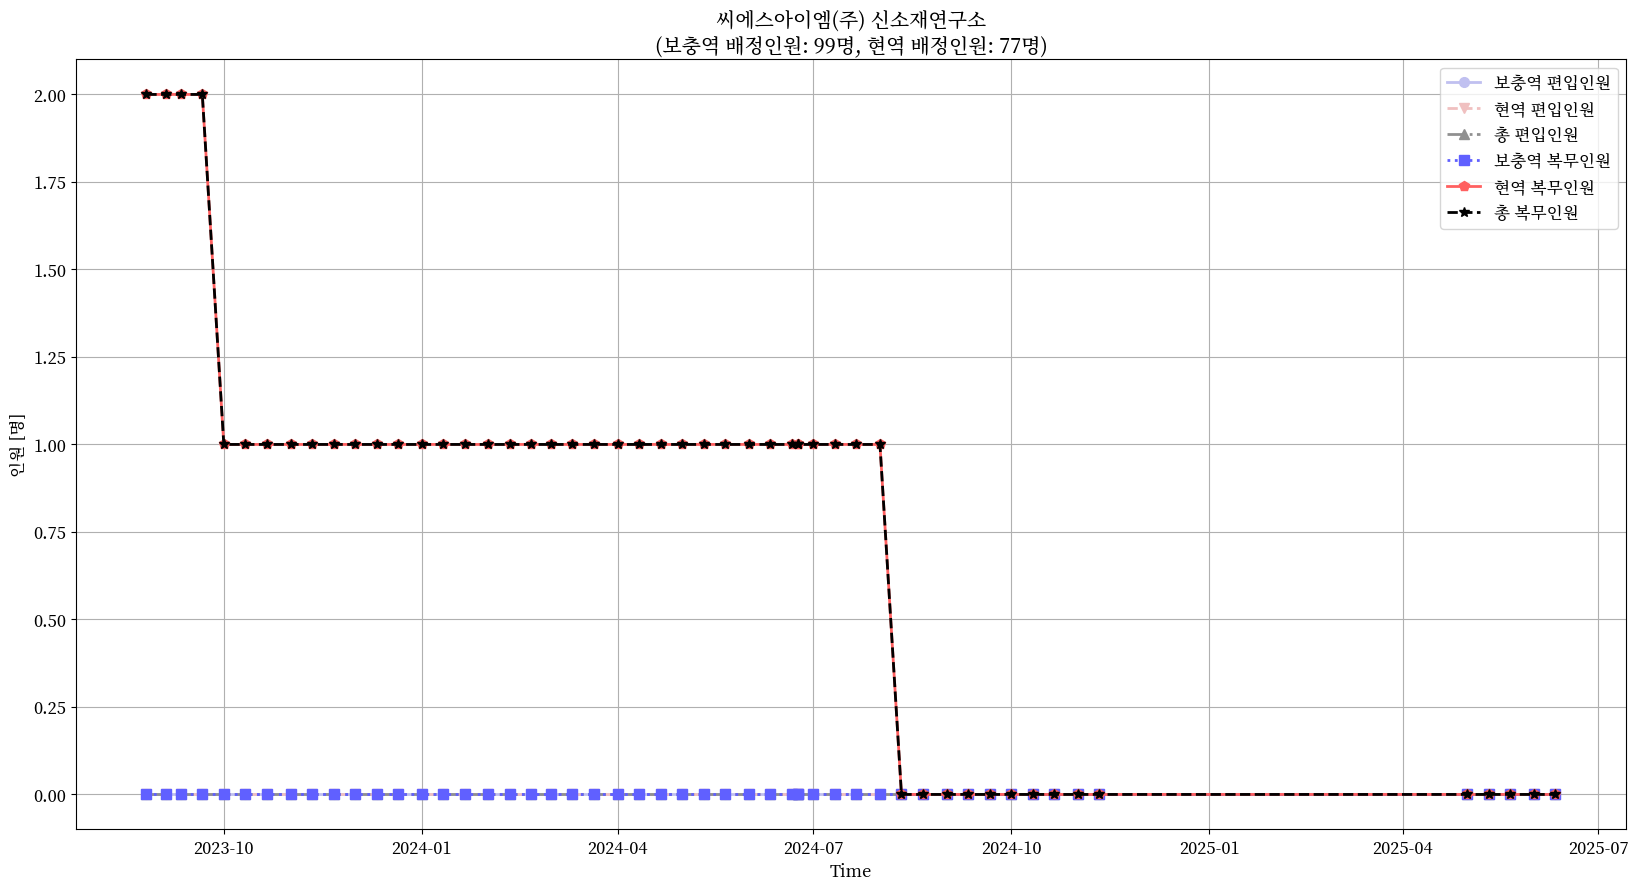 씨에스아이엠(주) 신소재연구소
(보충역 배정인원: 99명, 현역 배정인원: 77명)
보충역 편입인원
현역 편입인원
총 편입인원
보충역 복무인원
현역 복무인원
총 복무인원
2.00
1.75
1.50
1.25
1.00
0.75
0.50
0.25
0.00
인원 [명]
2023-10
2024-01
2024-04
2024-07
2024-10
2025-01
2025-04
2025-07
Time